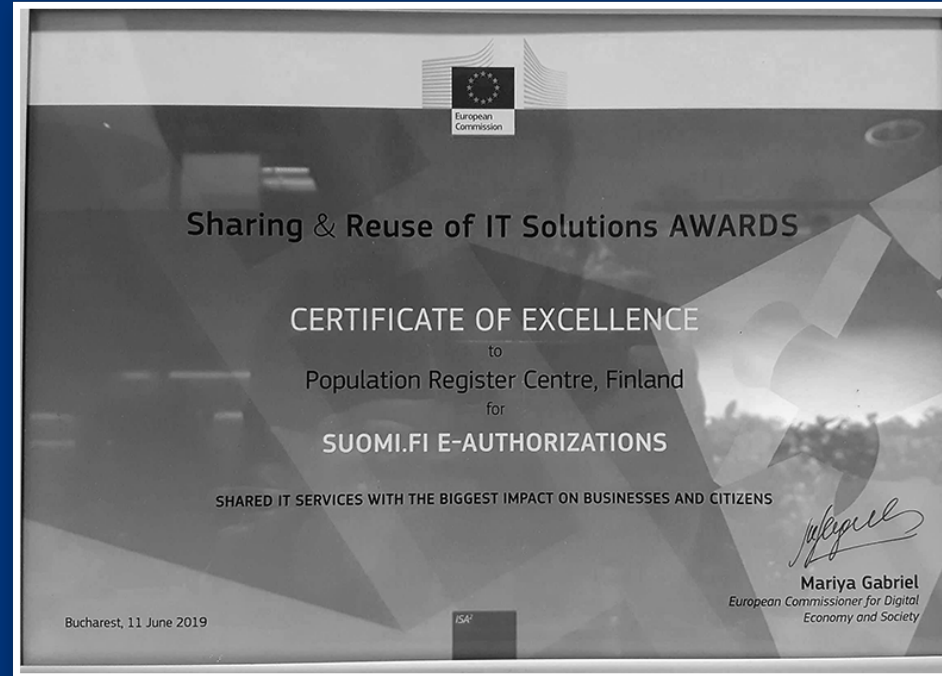 European
Commission
Sharing & Reuse of IT Solutions AWARDS
CERTIFICATE OF EXCELLENCE
to
Population Register Centre, Finland
for
SUOMI.FI E-AUTHORIZATIONS
SHARED IT SERVICES WITH THE BIGGEST IMPACT ON BUSINESSES AND CITIZENS
Mariya Gabriel
European Commissioner for Digital
Economy and Society
Bucharest, 11 June 2019
ISA²